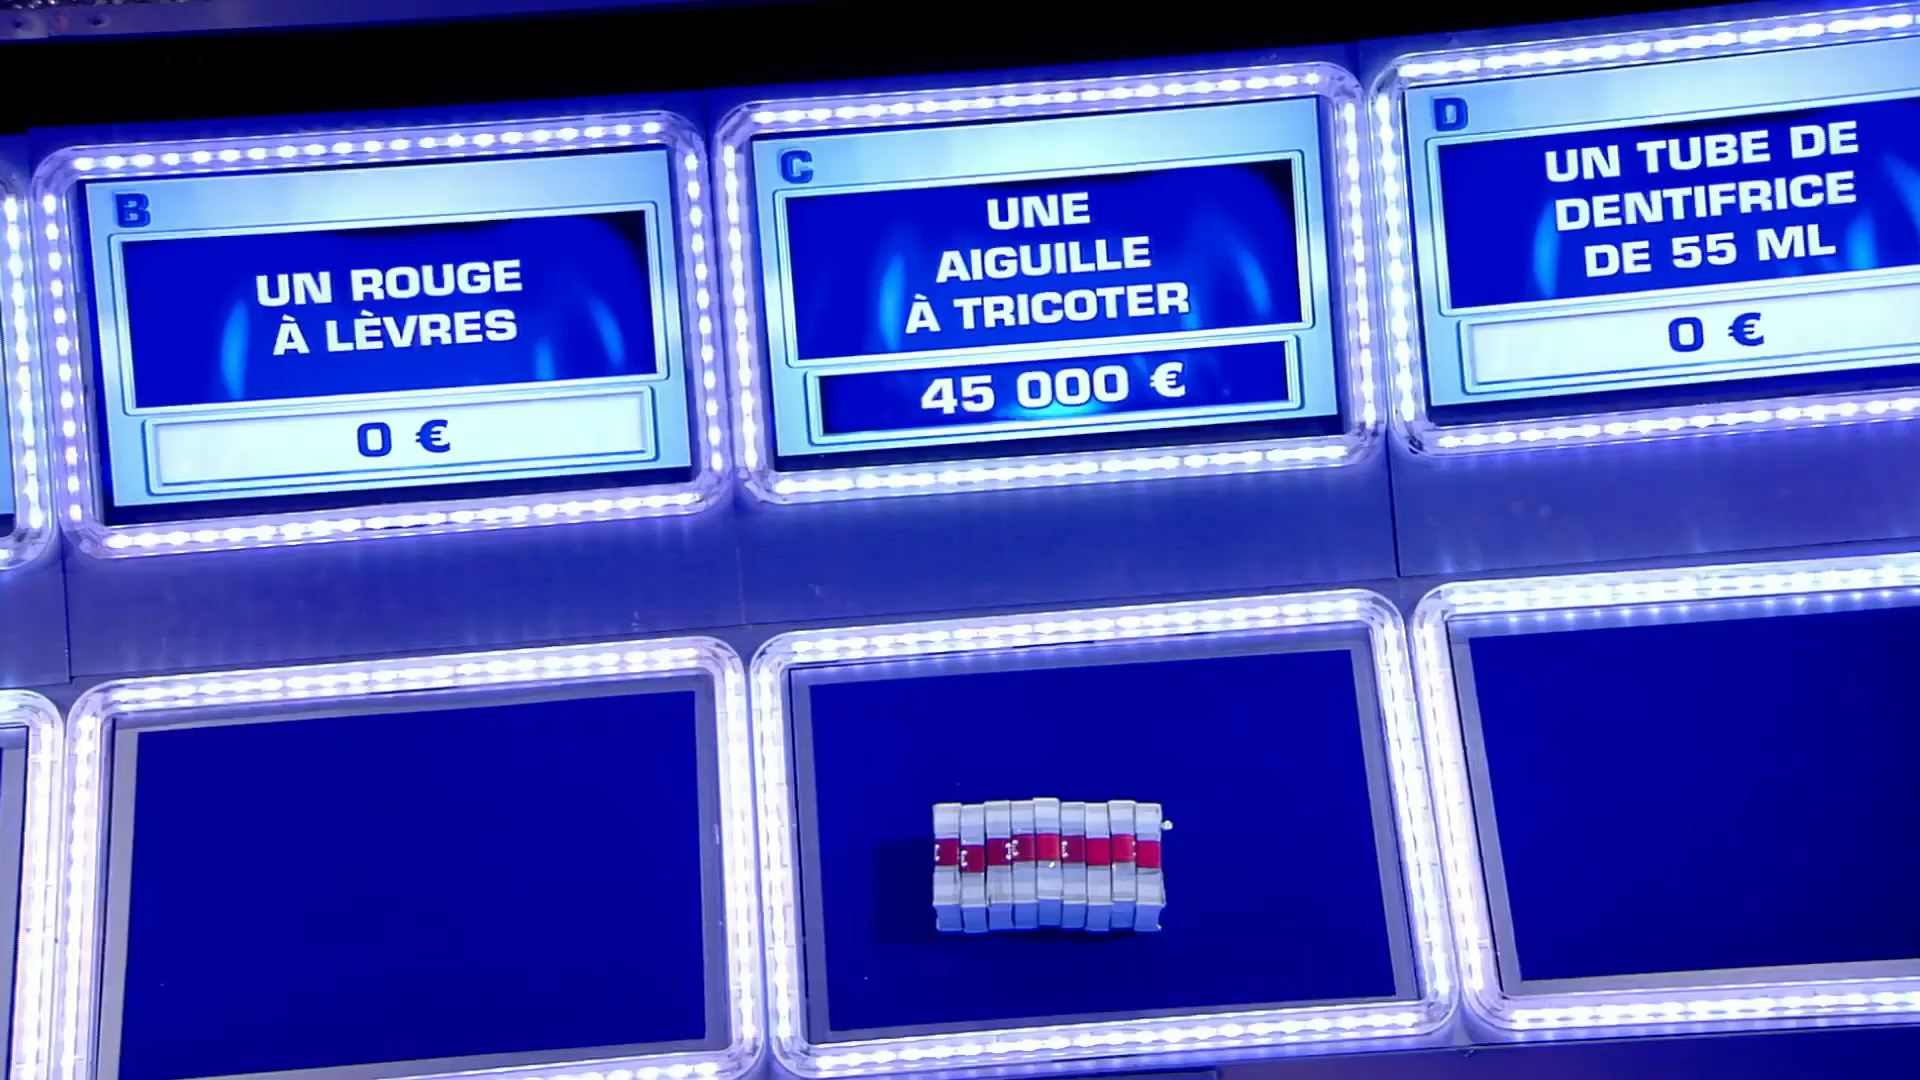 B
UN ROUGE
À LÈVRES
0 €
C
UNE
AIGUILLE
À TRICOTER
45 000 €
D
UN TUBE DE
DENTIFRICE
DE 55 ML
0 €